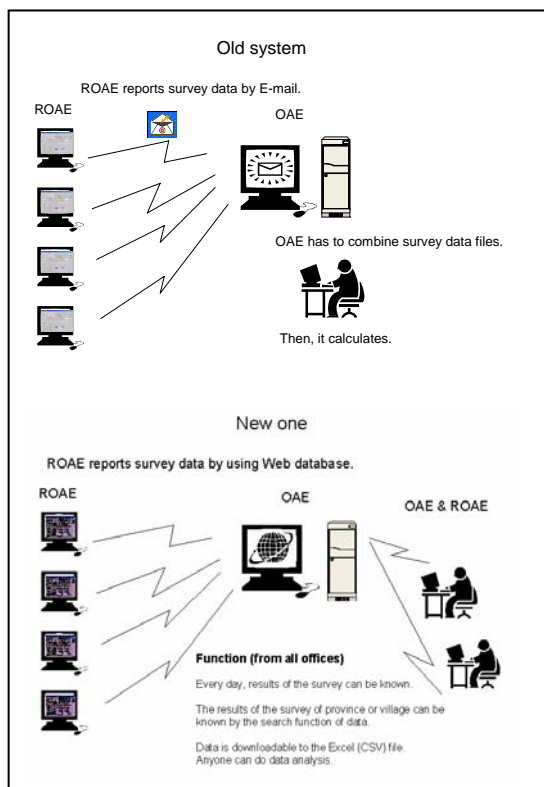 Old system
ROAE reports survey data by E-mail.
ROAE
OAE
OAE has to combine survey data files.
Then, it calculates.
New one
ROAE reports survey data by using Web database.
ROAE
OAE
OAE & ROAE
Function (from all offices)
Every day, results of the survey can be known.
The results of the survey of province or village can be
known by the search function of data.
Data is downloadable to the Excel (CSV) file.
Anyone can do data analysis.